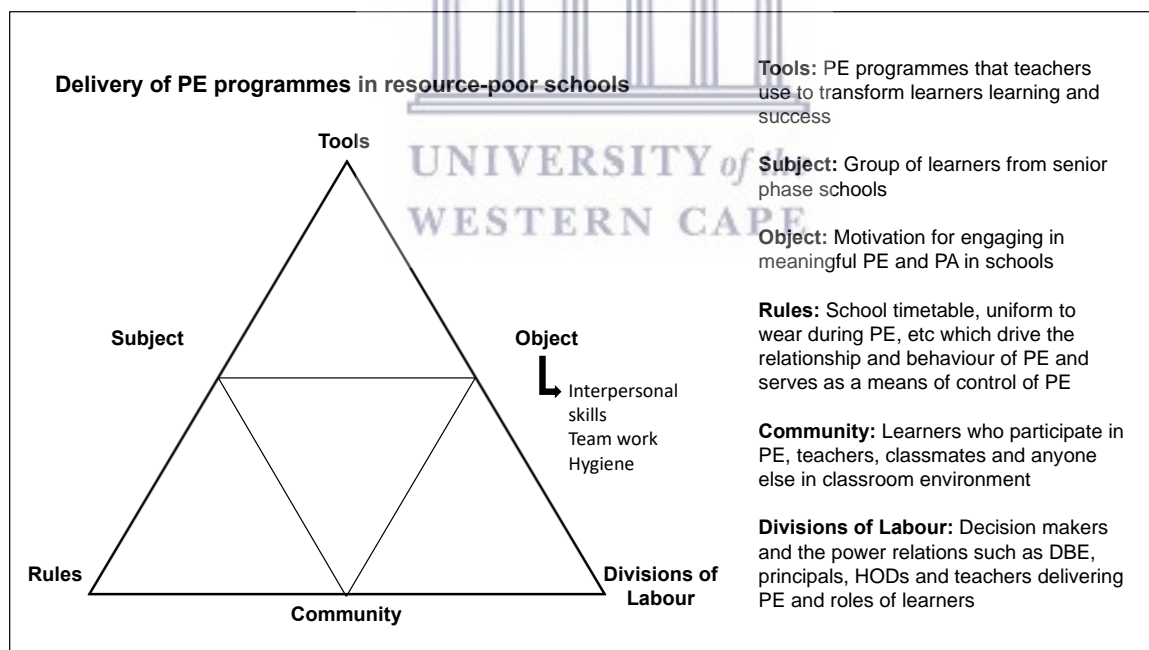 Delivery of PE programmes in resource-poor schools
UNIVERSITY of the
WESTERN CAPE
Tools
Subject
Object
Interpersonal
skills
Team work
Hygiene
Rules
Community
Divisions of
Labour
Tools: PE programmes that teachers
use to transform learners learning and
success
Subject: Group of learners from senior
phase schools
Object: Motivation for engaging in
meaningful PE and PA in schools
Rules: School timetable, uniform to
wear during PE, etc which drive the
relationship and behaviour of PE and
serves as a means of control of PE
Community: Learners who participate in
PE, teachers, classmates and anyone
else in classroom environment
Divisions of Labour: Decision makers
and the power relations such as DBE,
principals, HODs and teachers delivering
PE and roles of learners